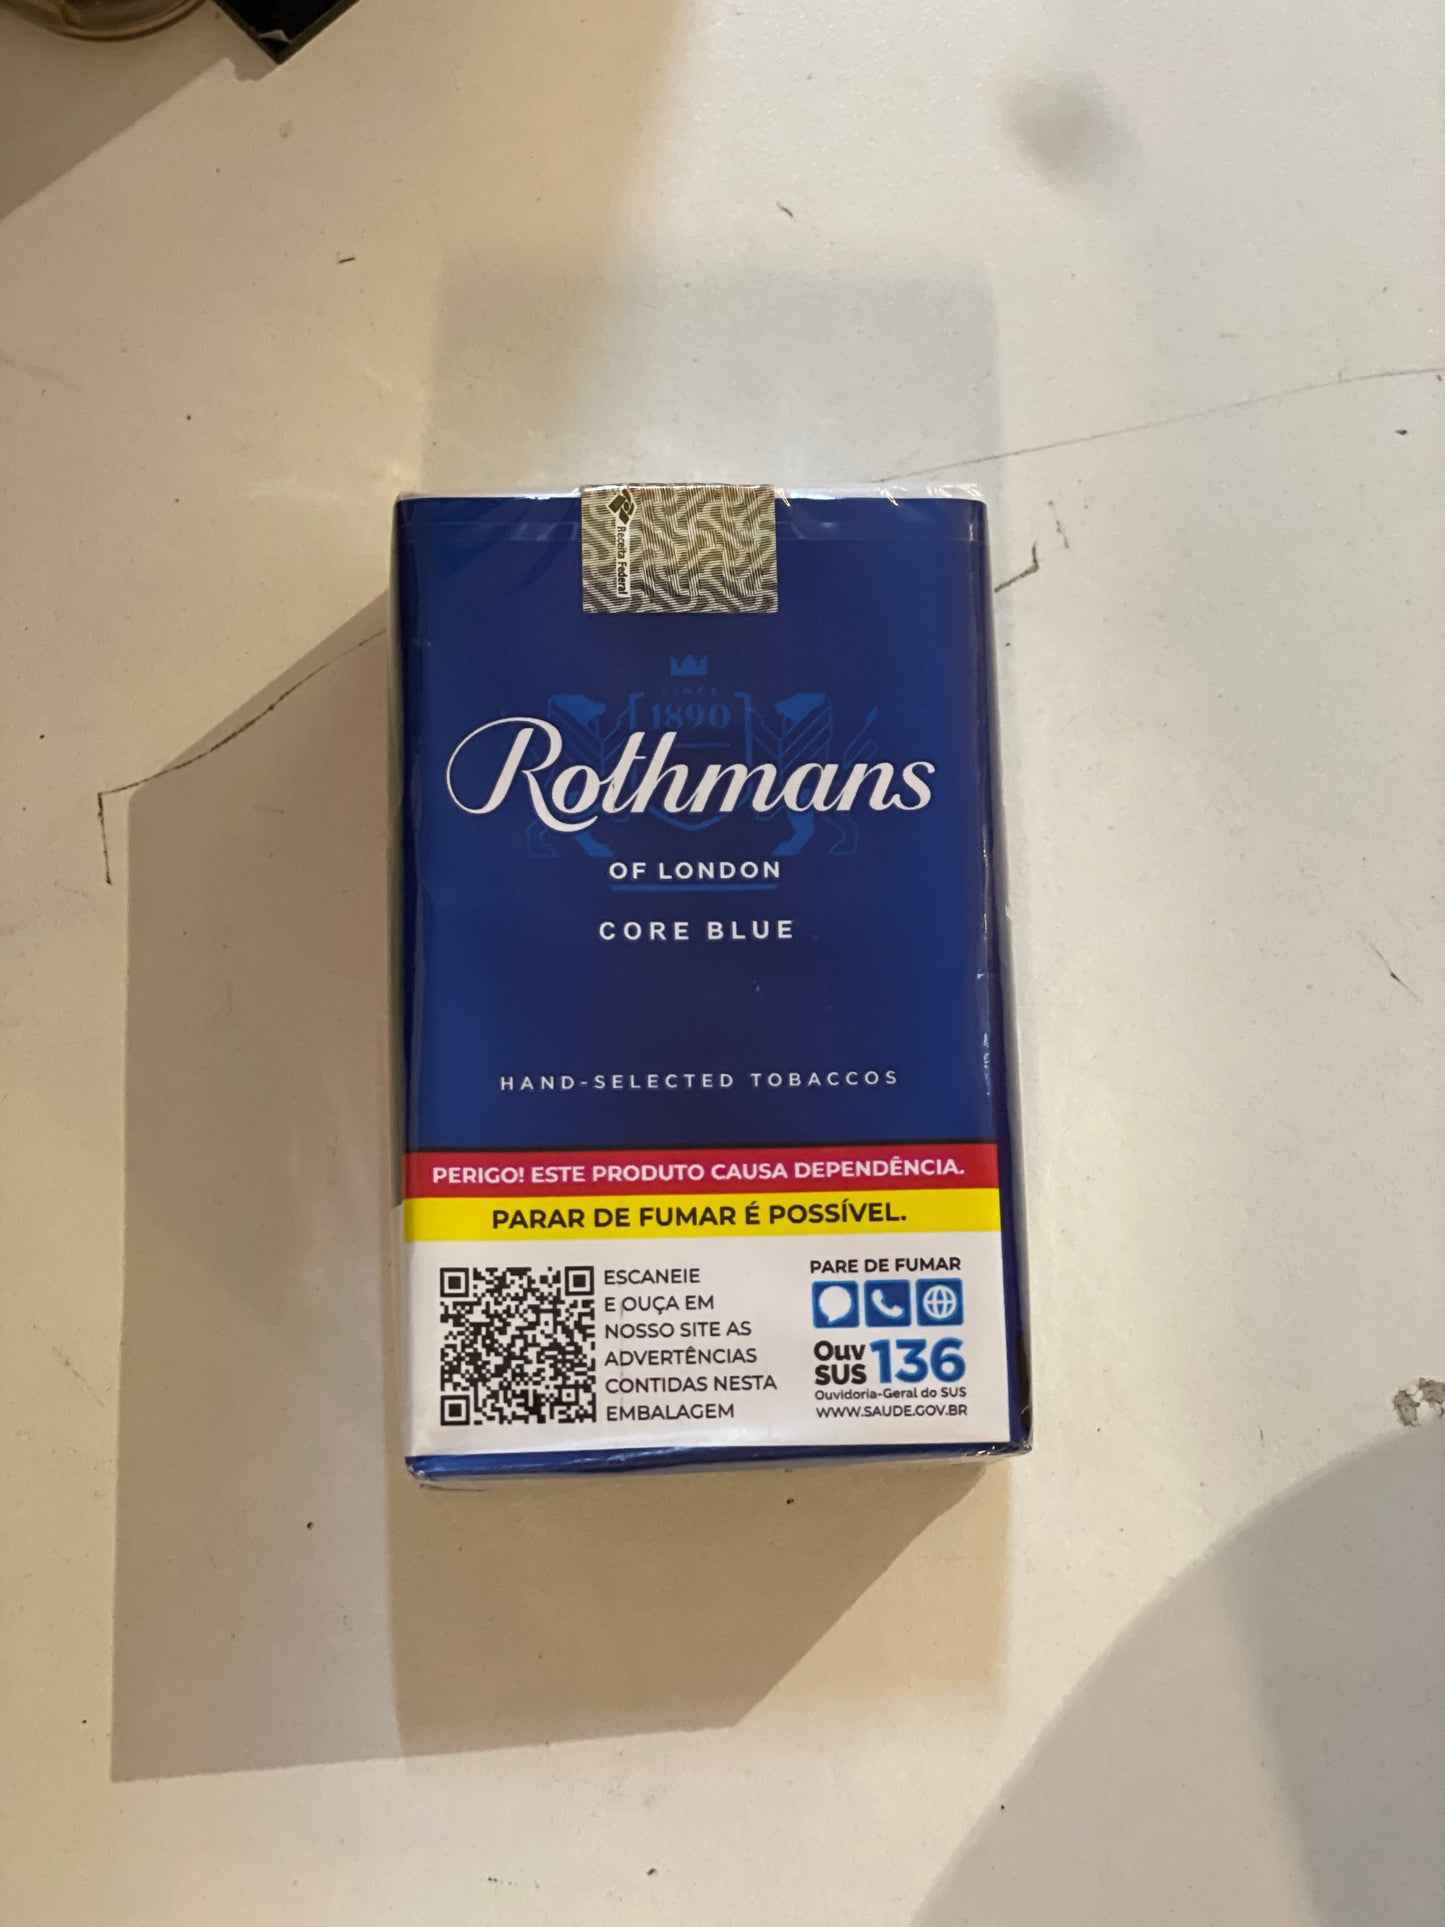 Receita Federal
SINCE
1890
Rothmans
OF LONDON
CORE BLUE
HAND-SELECTED TOBACCOS
PERIGO! ESTE PRODUTO CAUSA DEPENDÊNCIA.
PARAR DE FUMAR É POSSÍVEL.
ESCANEIE
E OUÇA EM
NOSSO SITE AS
ADVERTÊNCIAS
CONTIDAS NESTA
EMBALAGEM
PARE DE FUMAR
Ouv
SUS 136
Ouvidoria-Geral do SUS
WWW.SAUDE.GOV.BR